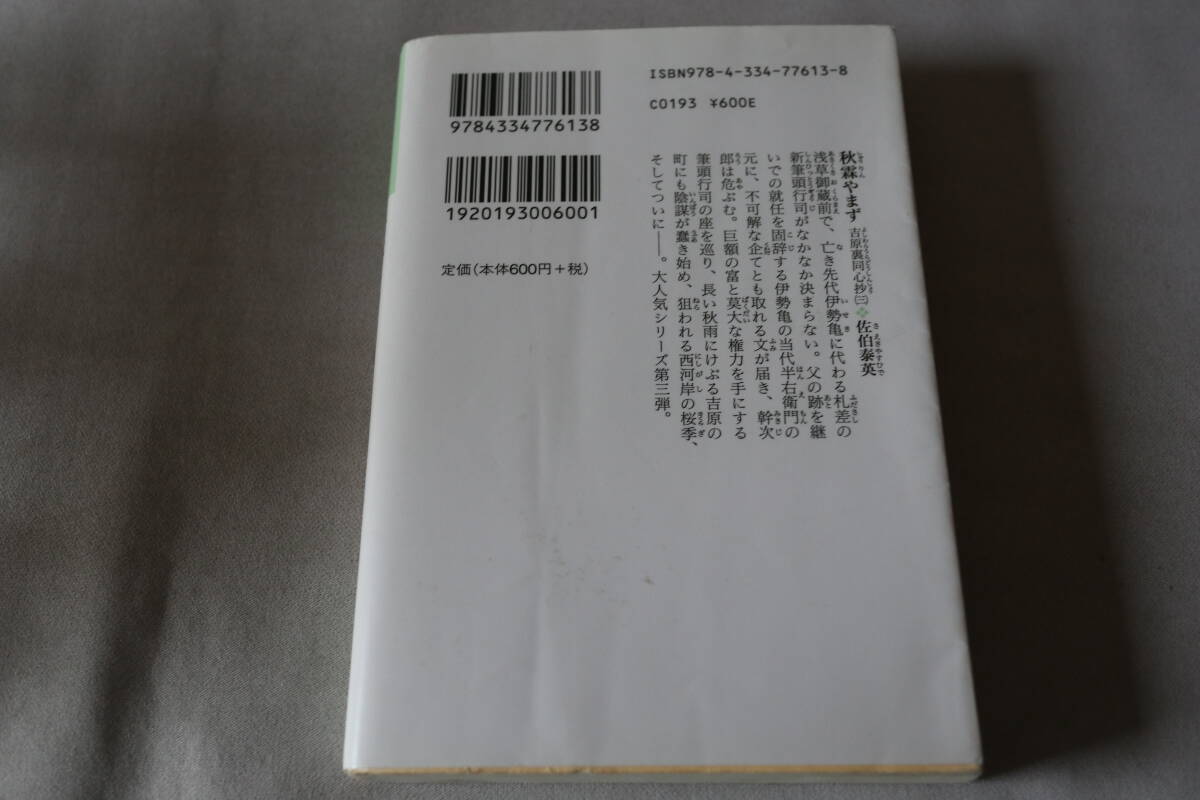 ISBN978-4-334-77613-8
C0193 ¥600E
9784334776138
1920193006001
定価(本体600円+税)
秋霖やまず 吉原裏同心抄(三) 佐伯泰英
浅草御蔵前で、亡き先代伊勢亀に代わる札差の
新筆頭行司がなかなか決まらない。父の跡を継
いでの就任を固辞する伊勢亀の当代半右衛門の
元に、不可解な企てとも取れる文が届き、幹次
郎は危ぶむ。巨額の富と莫大な権力を手にする
筆頭行司の座を巡り、長い秋雨にけぶる吉原の
町にも陰謀が蠢き始め、狙われる西河岸の桜季、
そしてついに――。大人気シリーズ第三弾。